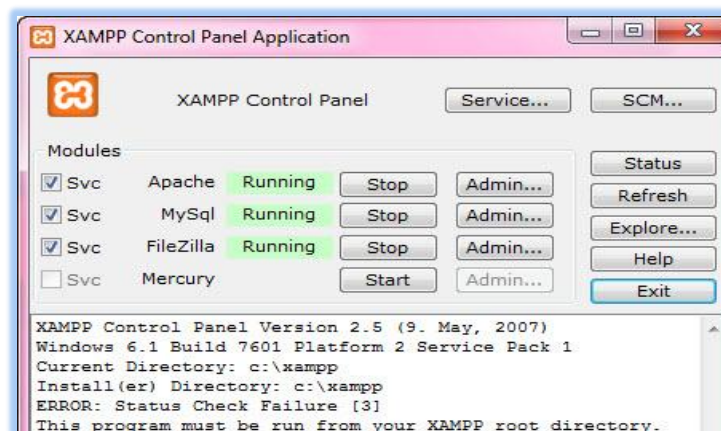 XAMPP Control Panel Application
XAMPP Control Panel Service... SCM...
Modules
Status
Svc Apache Running Stop Admin...
Refresh
Svc MySql Running Stop Admin...
Explore...
Svc FileZilla Running Stop Admin...
Help
Svc Mercury Start Admin...
Exit
XAMPP Control Panel Version 2.5 (9. May, 2007)
Windows 6.1 Build 7601 Platform 2 Service Pack 1
Current Directory: c:\xampp
Install(er) Directory: c:\xampp
ERROR: Status Check Failure [3]
This program must be run from your XAMPP root directory.